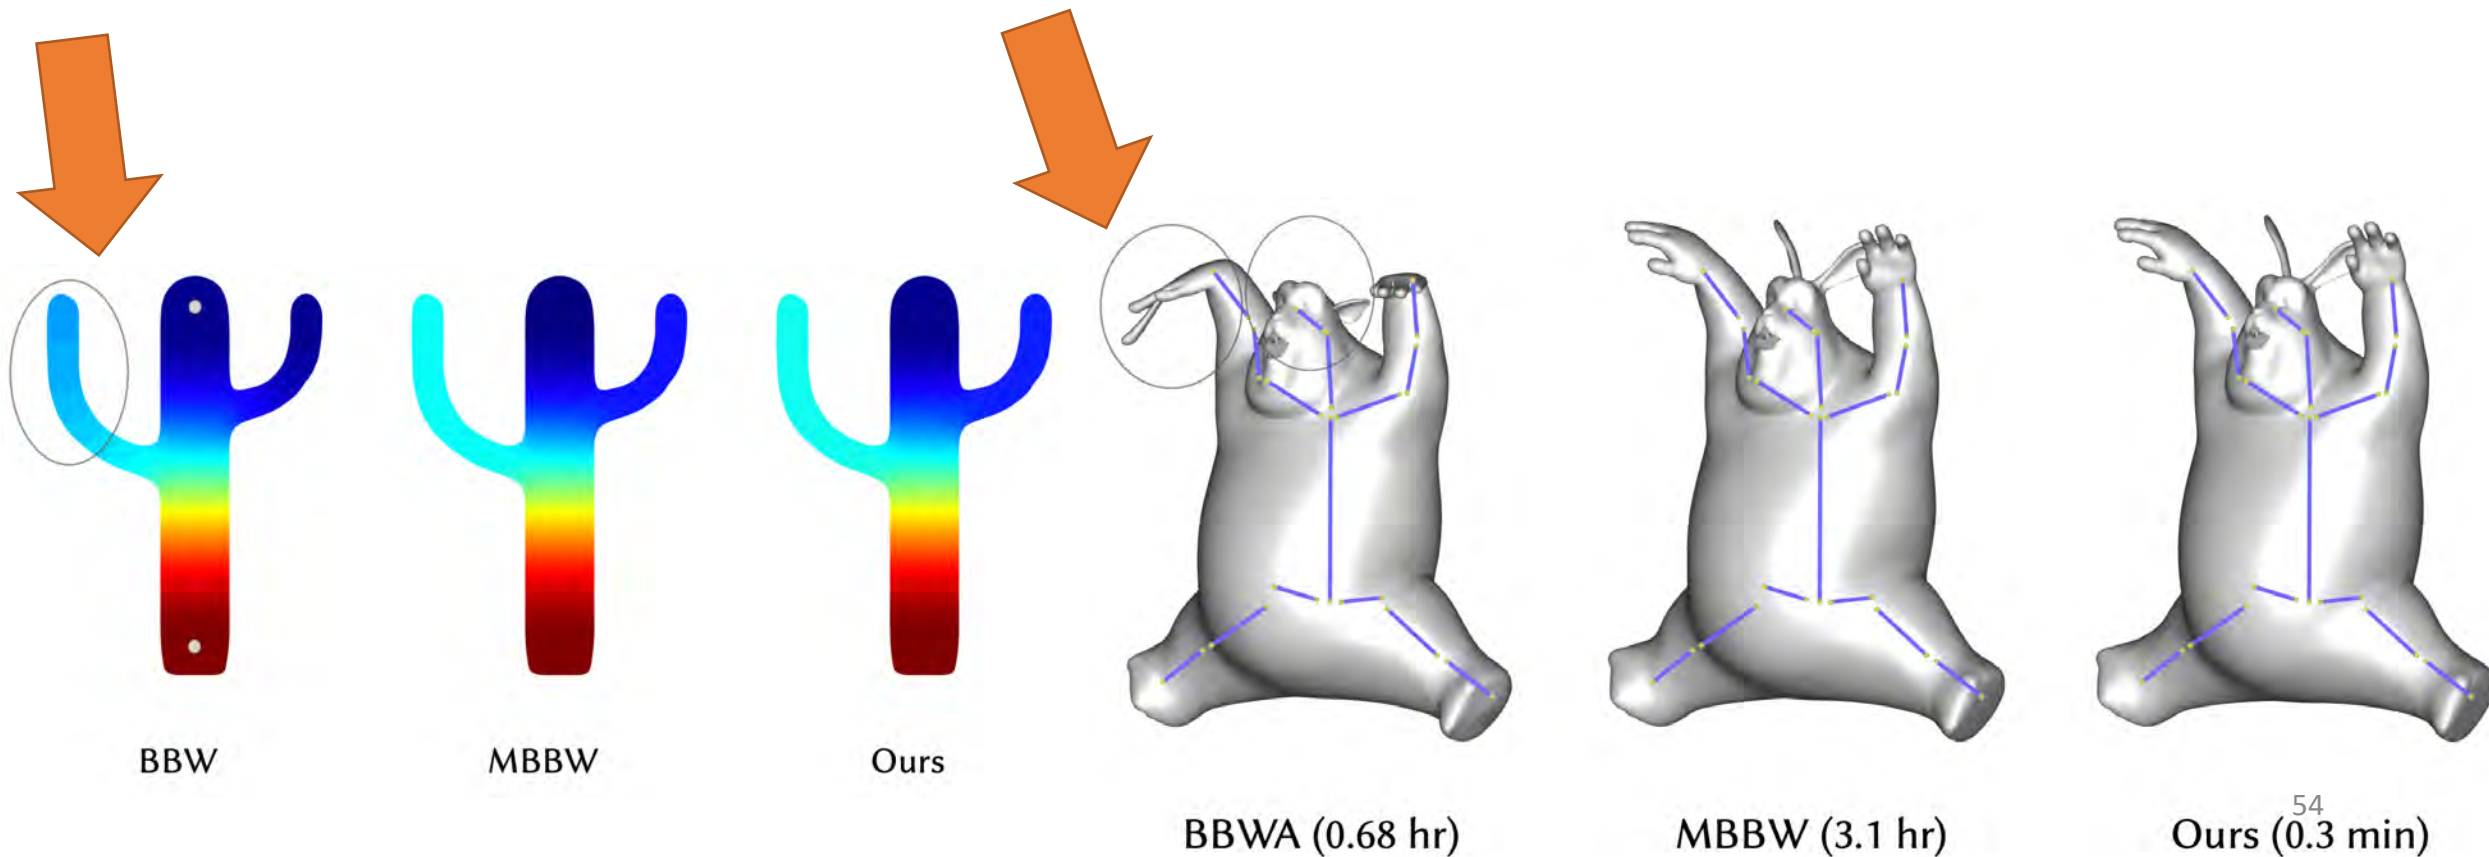 BBW
MBBW
Ours
BBWA (0.68 hr)
MBBW (3.1 hr)
Ours (0.3 min)
54